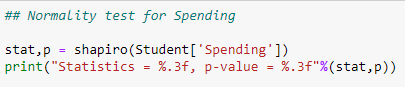 ## Normality test for Spending
stat,p = shapiro(Student['Spending'])
print("Statistics = %.3f, p-value = %.3f"%(stat,p))